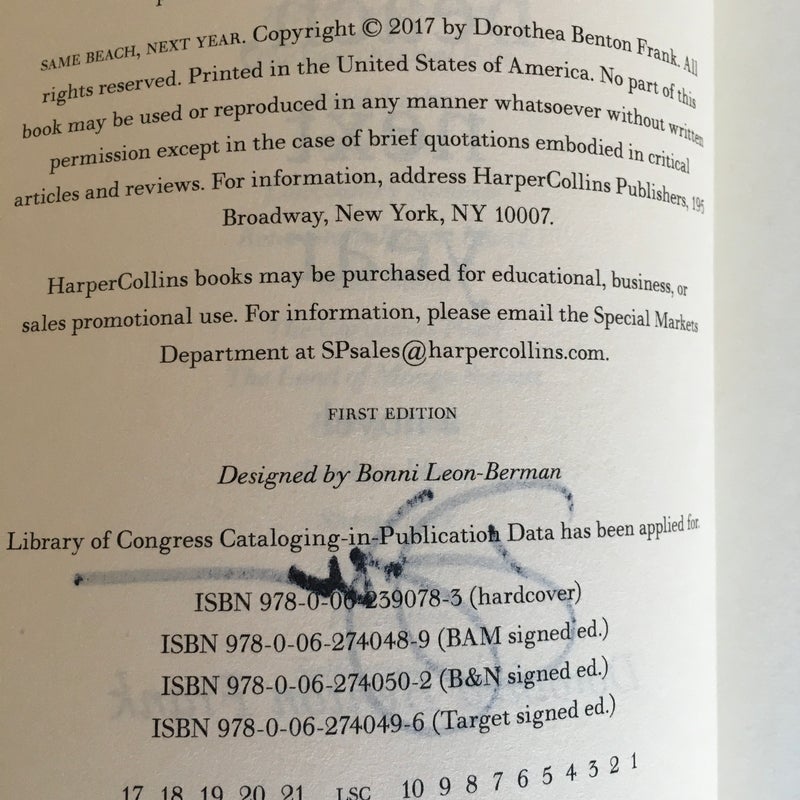 SAME BEACH, NEXT YEAR. Copyright © 2017 by Dorothea Benton Frank. All
rights reserved. Printed in the United States of America. No part of this
book may be used or reproduced in any manner whatsoever without written
permission except in the case of brief quotations embodied in critical
articles and reviews. For information, address HarperCollins Publishers, 195
Broadway, New York, NY 10007.
HarperCollins books may be purchased for educational, business, or
sales promotional use. For information, please email the Special Markets
Department at SPsales@harpercollins.com.
FIRST EDITION
Designed by Bonni Leon-Berman
Library of Congress Cataloging-in-Publication Data has been applied for.
ISBN 978-0-06-239078-3 (hardcover)
ISBN 978-0-06-274048-9 (BAM signed ed.)
ISBN 978-0-06-274050-2 (B&N signed ed.)
ISBN 978-0-06-274049-6 (Target signed ed.)
17 18 19 20 21 LSC 10 9 8 7 6 5 4 3 2 1